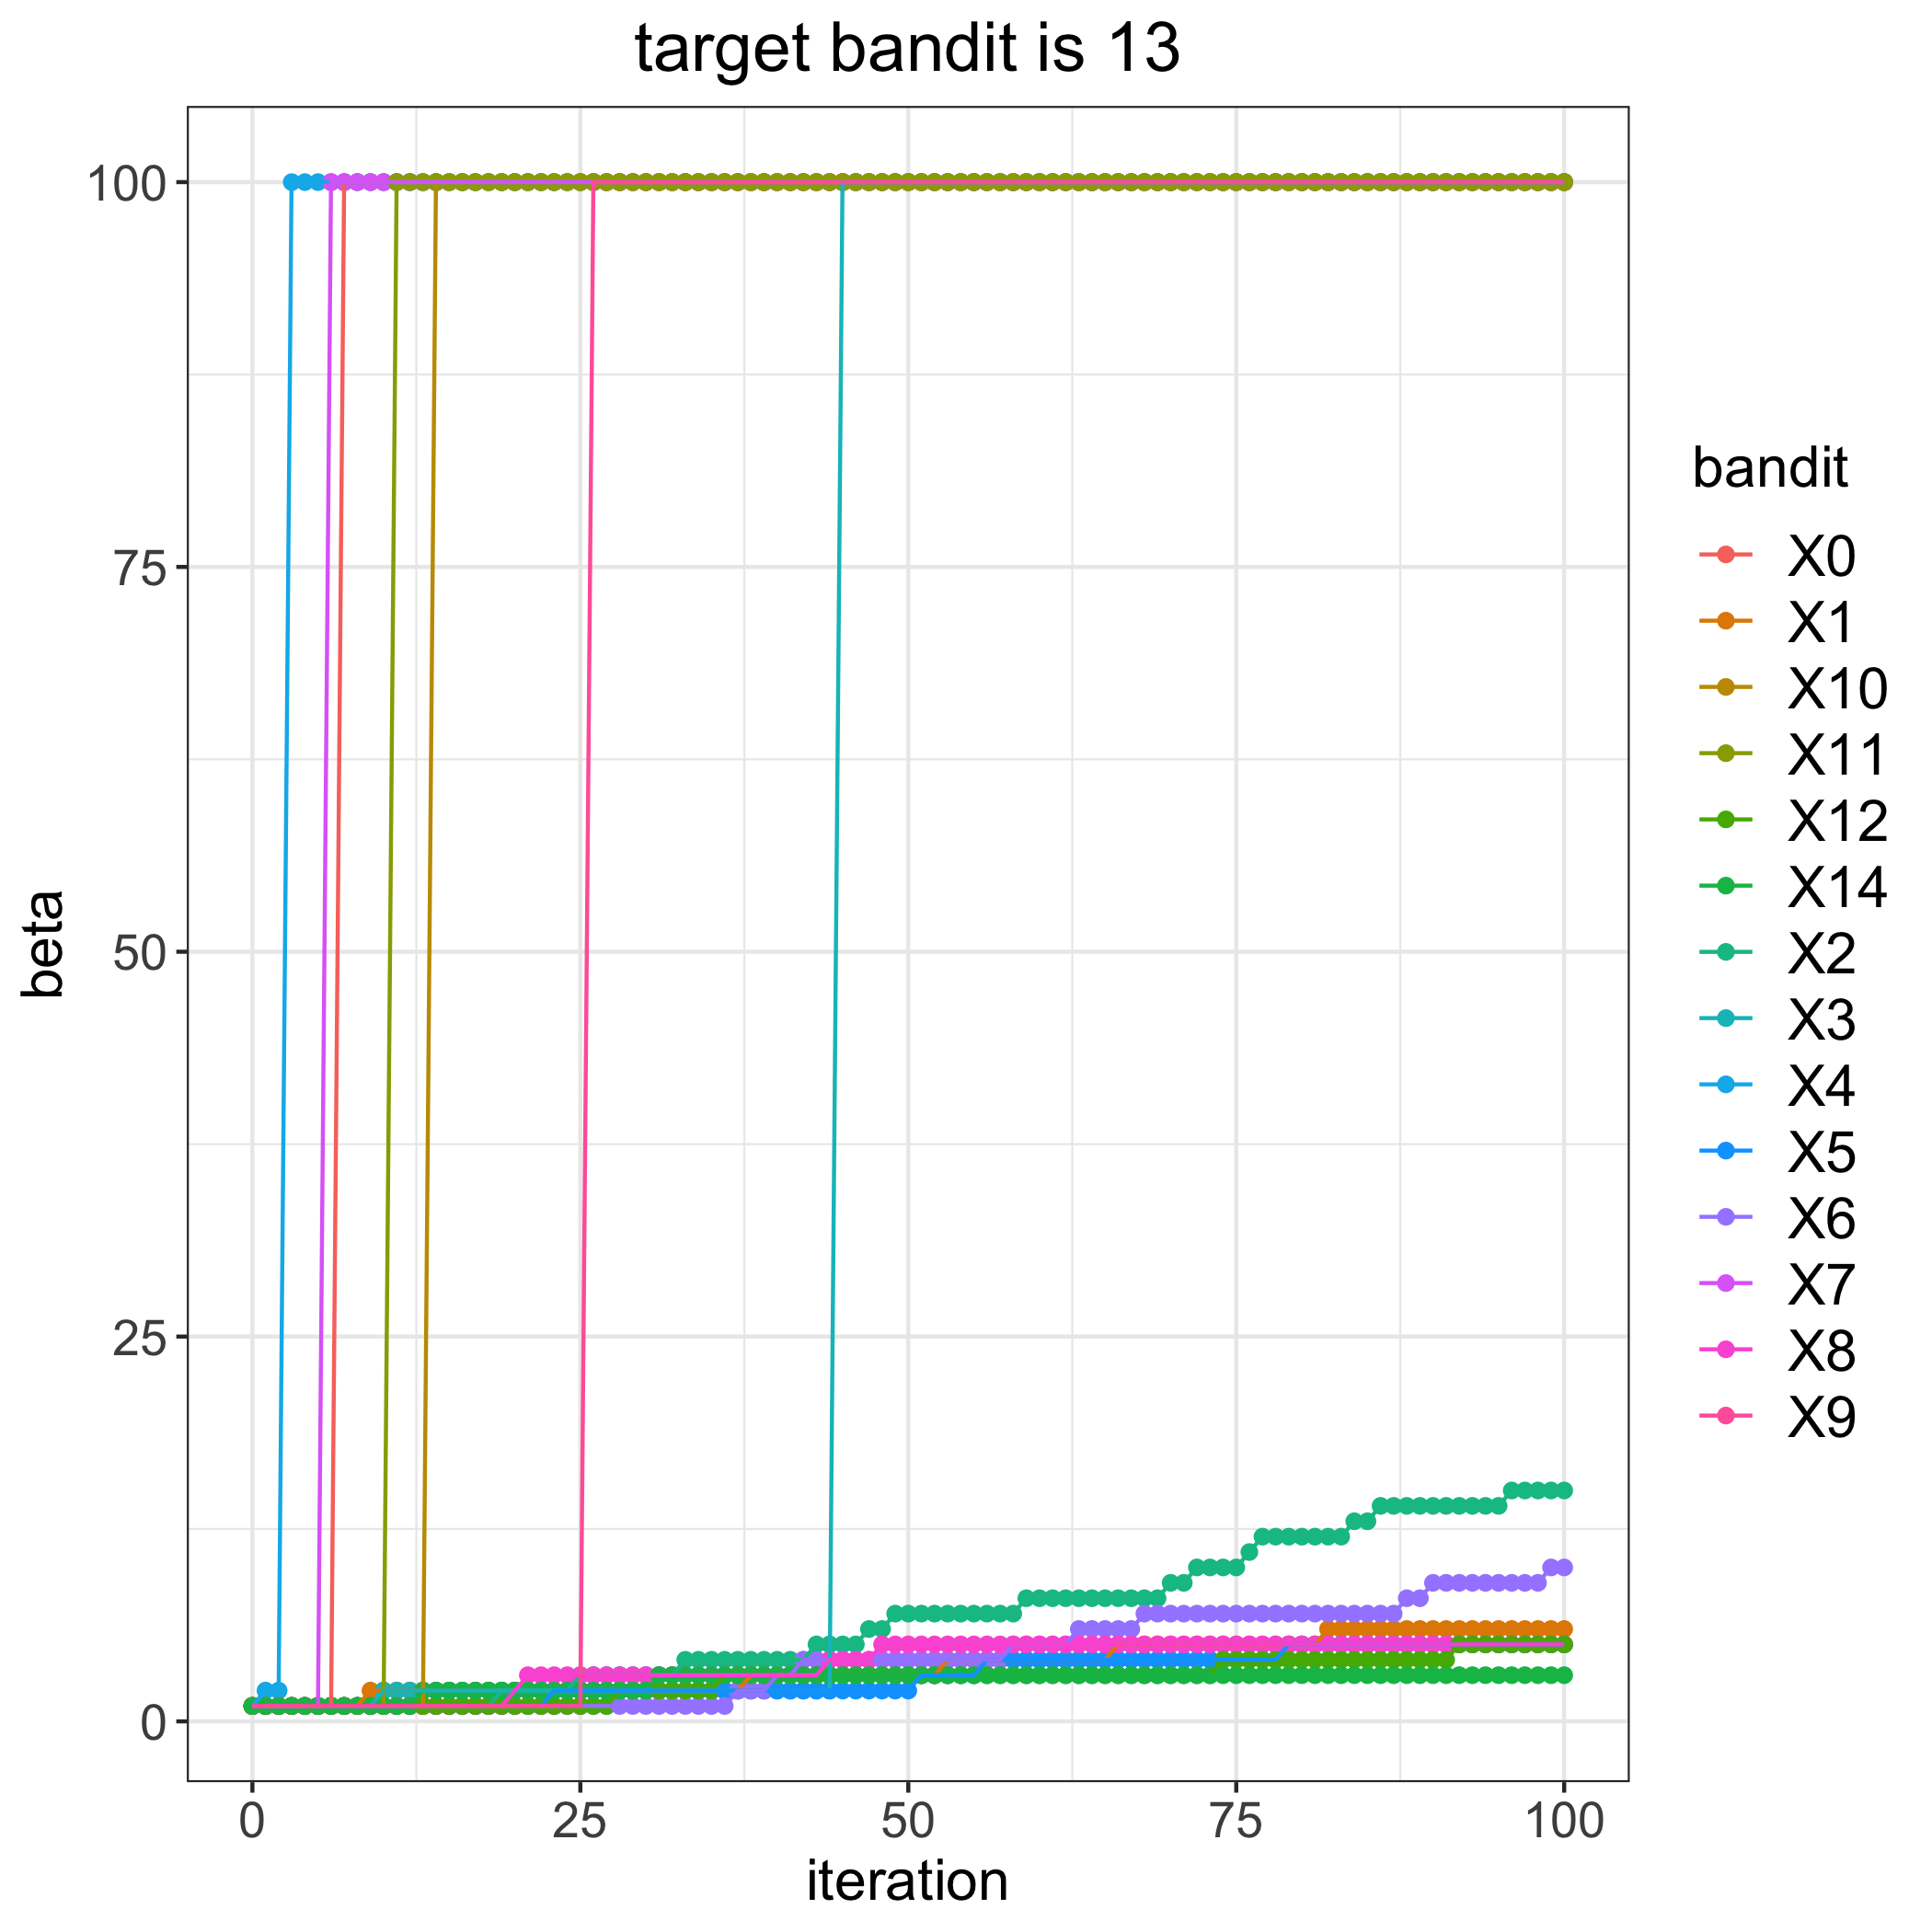 target bandit is 13
100
75
50
25
0
beta
0 25 50 75 100
iteration
bandit
X0
X1
X10
X11
X12
X14
X2
X3
X4
X5
X6
X7
X8
X9